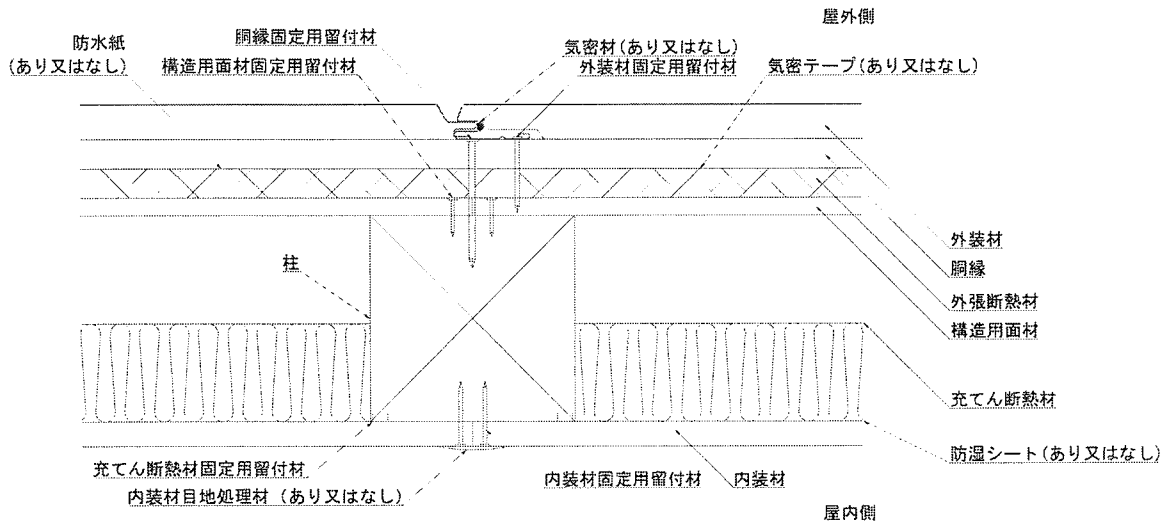 屋外側
防水紙
(あり又はなし)
胴縁固定用留付材
構造用面材固定用留付材
気密材(あり又はなし)
外装材固定用留付材
気密テープ(あり又はなし)
外装材
胴縁
外張断熱材
構造用面材
柱
充てん断熱材
防湿シート(あり又はなし)
充てん断熱材固定用留付材
内装材目地処理材 (あり又はなし)
内装材固定用留付材
内装材
屋内側